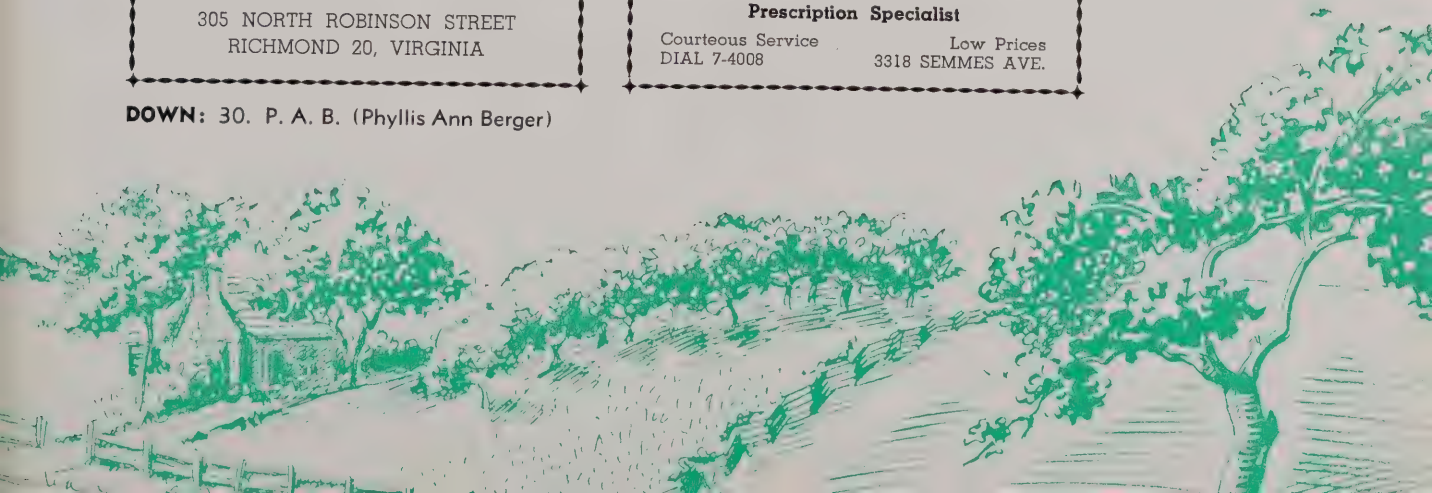 305 NORTH ROBINSON STREET
RICHMOND 20, VIRGINIA
Prescription Specialist
Courteous Service Low Prices
DIAL 7-4008 3318 SEMMES AVE.
DOWN: 30. P. A. B. (Phyllis Ann Berger)